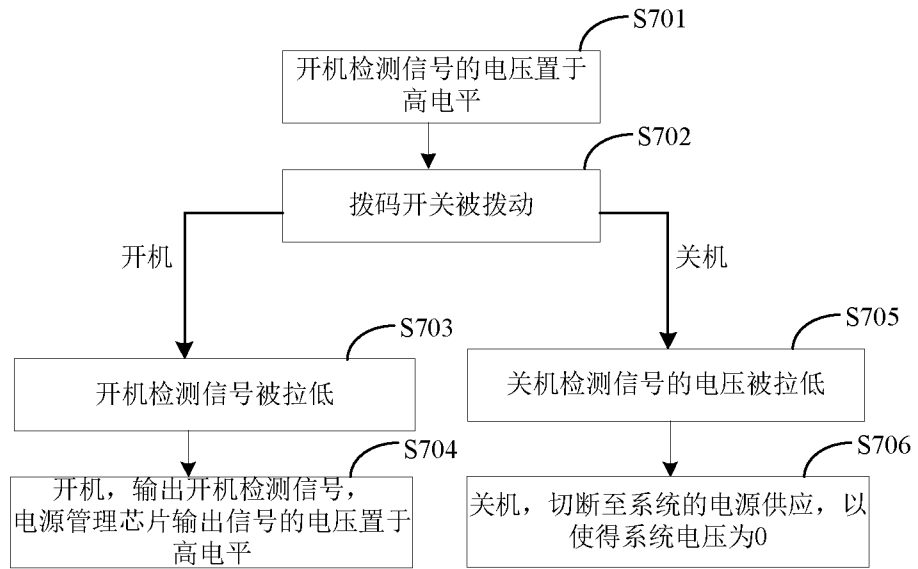 S701
开机检测信号的电压置于
高电平
S702
拨码开关被拨动
开机
关机
S703
开机检测信号被拉低
S705
关机检测信号的电压被拉低
S704
开机，输出开机检测信号，
电源管理芯片输出信号的电压置于
高电平
S706
关机，切断至系统的电源供应，以
使得系统电压为0